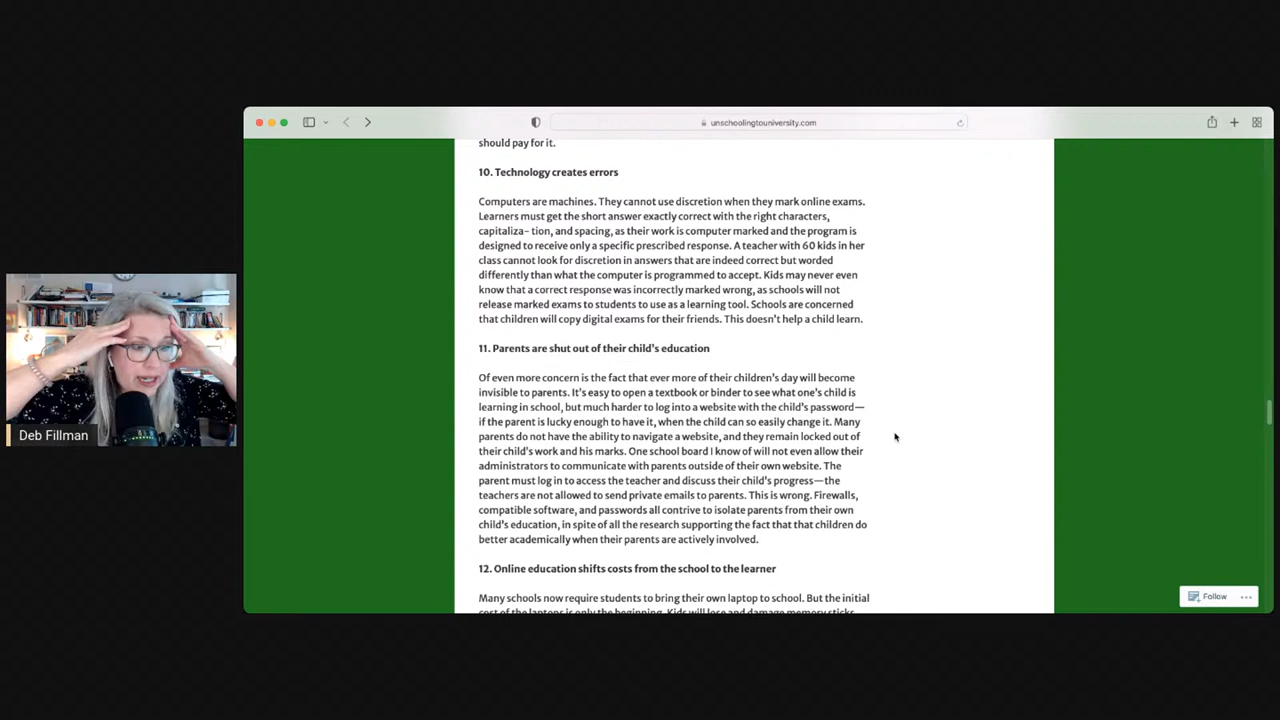 unschoolingtouniversity.com
should pay for it.
10. Technology creates errors
Computers are machines. They cannot use discretion when they mark online exams.
Learners must get the short answer exactly correct with the right characters,
capitaliza- tion, and spacing, as their work is computer marked and the program is
designed to receive only a specific prescribed response. A teacher with 60 kids in her
class cannot look for discretion in answers that are indeed correct but worded
differently than what the computer is programmed to accept. Kids may never even
know that a correct response was incorrectly marked wrong, as schools will not
release marked exams to students to use as a learning tool. Schools are concerned
that children will copy digital exams for their friends. This doesn't help a child learn.
11. Parents are shut out of their child's education
Of even more concern is the fact that ever more of their children's day will become
invisible to parents. It's easy to open a textbook or binder to see what one's child is
learning in school, but much harder to log into a website with the child's password—
if the parent is lucky enough to have it, when the child can so easily change it. Many
parents do not have the ability to navigate a website, and they remain locked out of
their child's work and his marks. One school board I know of will not even allow their
administrators to communicate with parents outside of their own website. The
parent must log in to access the teacher and discuss their child's progress—the
teachers are not allowed to send private emails to parents. This is wrong. Firewalls,
compatible software, and passwords all contrive to isolate parents from their own
child's education, in spite of all the research supporting the fact that that children do
better academically when their parents are actively involved.
12. Online education shifts costs from the school to the learner
Many schools now require students to bring their own laptop to school. But the initial
cost of the laptops is only the beginning. Kids will lose and damage memory sticks
Follow
Deb Fillman